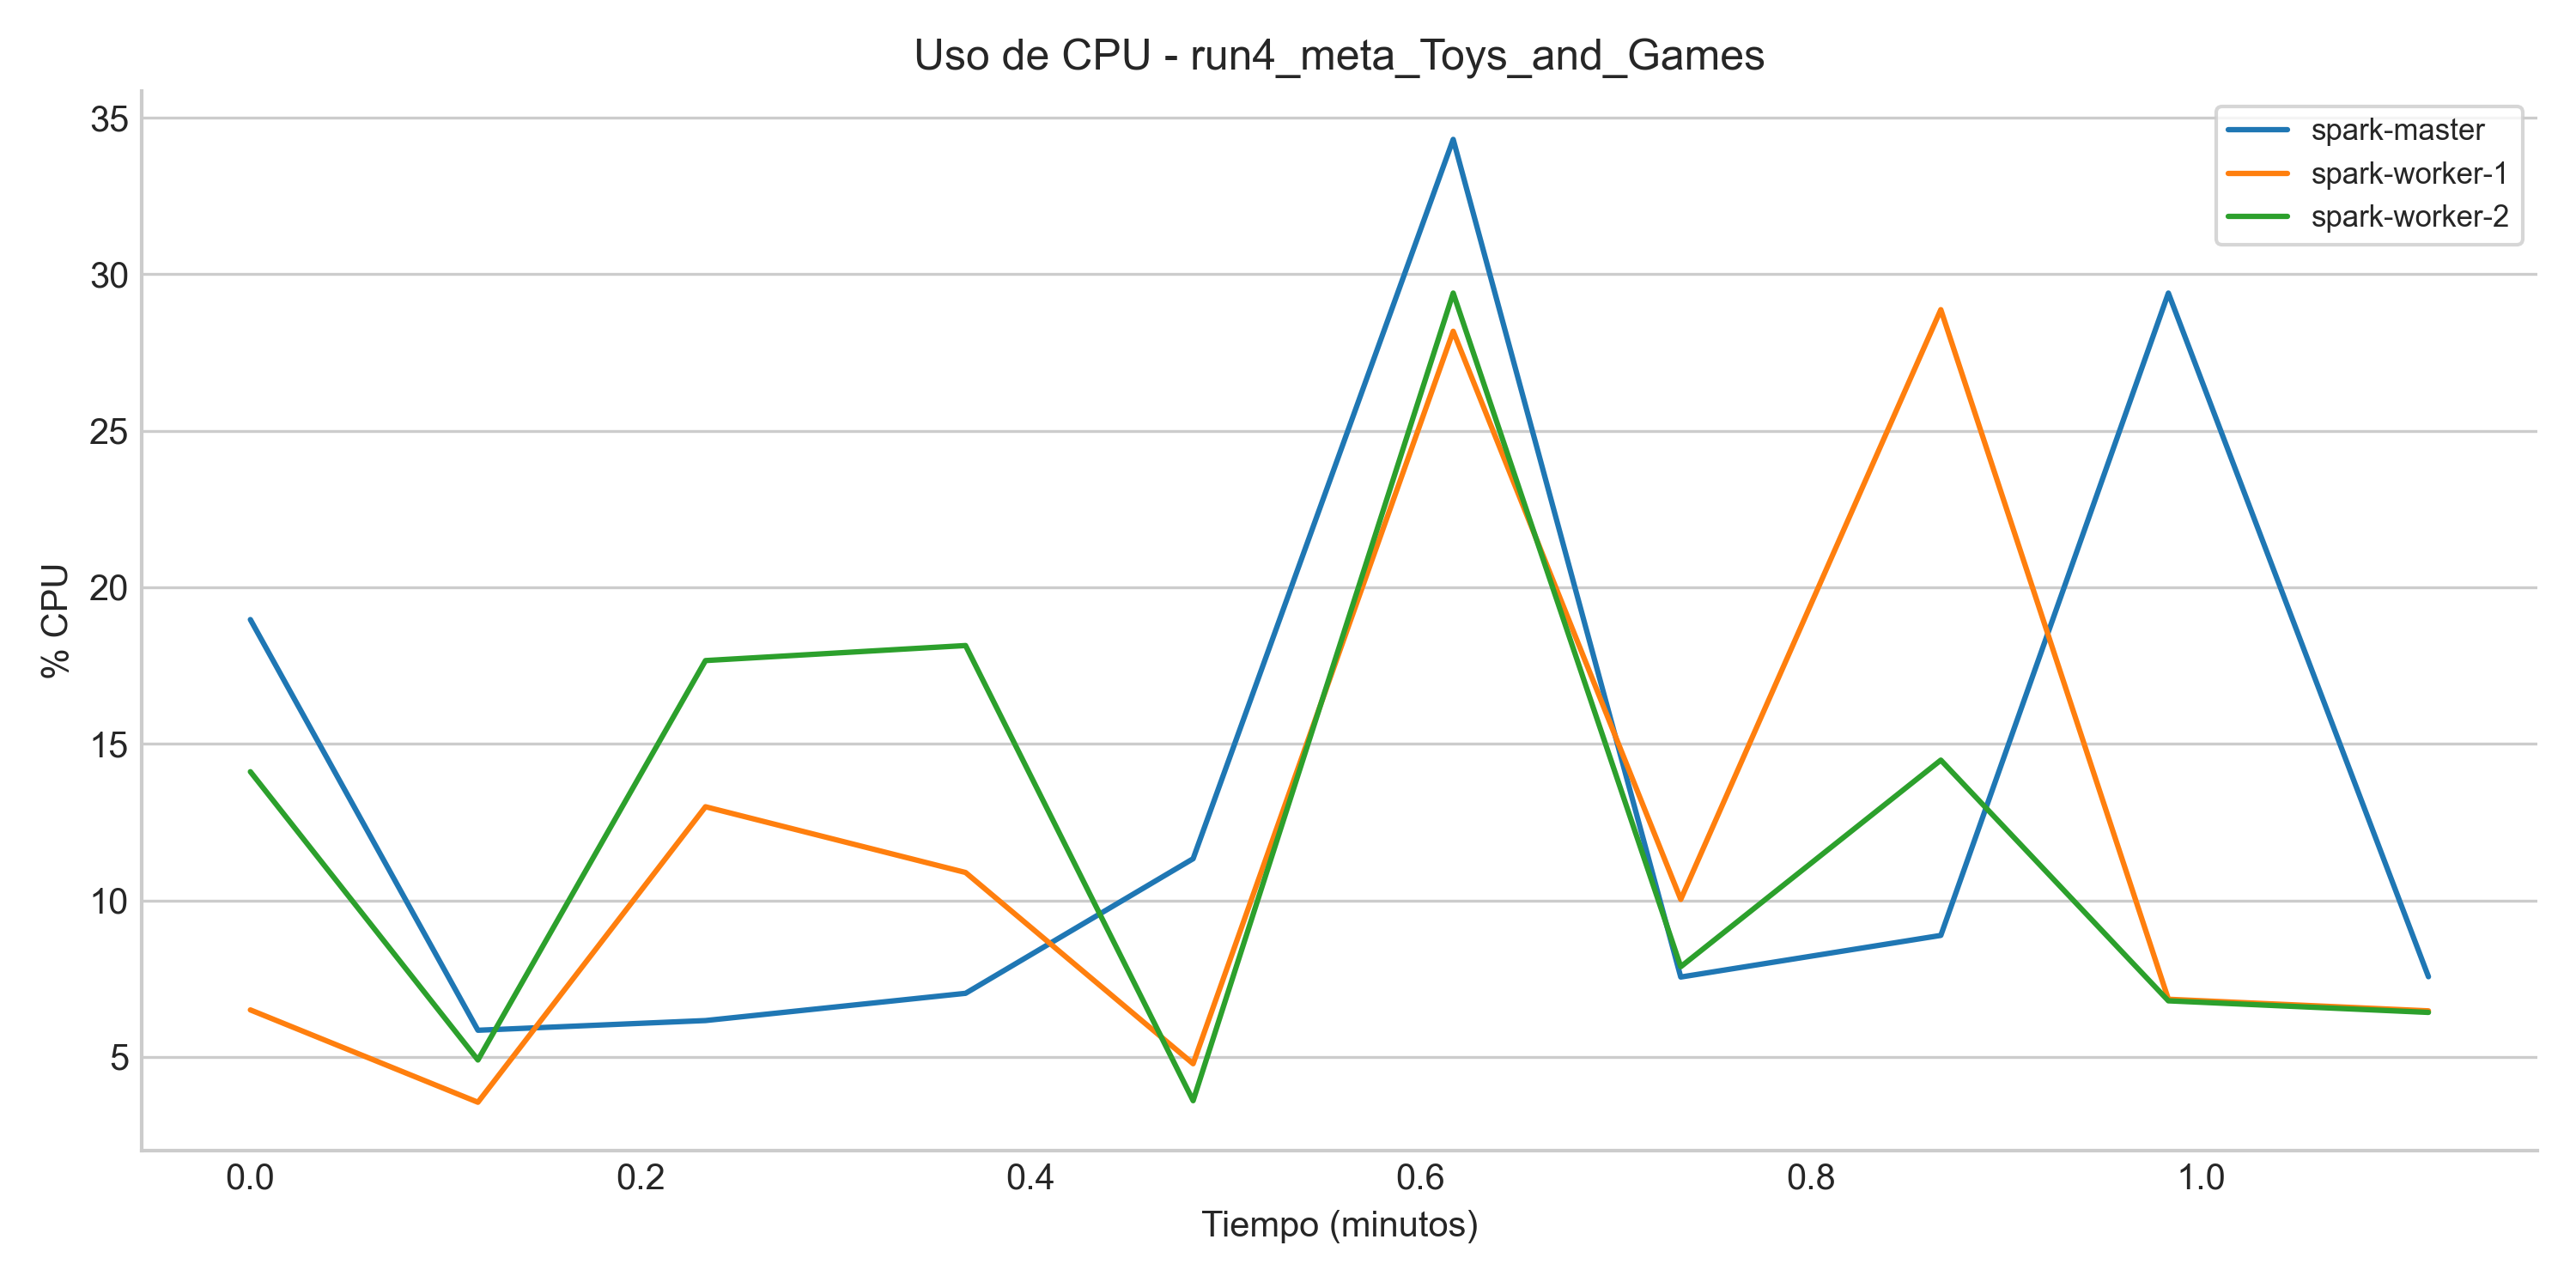 Uso de CPU - run4_meta_Toys_and_Games
spark-master
spark-worker-1
spark-worker-2
% CPU
35
30
25
20
15
10
5
0.0 0.2 0.4 0.6 0.8 1.0
Tiempo (minutos)